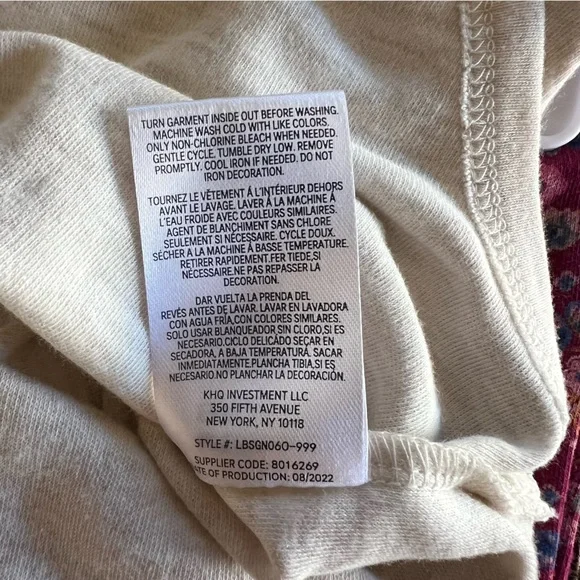 TURN GARMENT INSIDE OUT BEFORE WASHING.
MACHINE WASH COLD WITH LIKE COLORS.
ONLY NON-CHLORINE BLEACH WHEN NEEDED.
GENTLE CYCLE. TUMBLE DRY LOW. REMOVE
PROMPTLY. COOL IRON IF NEEDED. DO NOT
IRON DECORATION.
TOURNEZ LE VÊTEMENT Á L'INTÉRIEUR DEHORS
AVANT LE LAVAGE. LAVER À LA MACHINE À
L'EAU FROIDE AVEC COULEURS SIMILAIRES.
AGENT DE BLANCHIMENT SANS CHLORE
SEULEMENT SI NÉCESSAIRE. CYCLE DOUX.
SÉCHER A LA MACHINE À BASSE TEMPERATURE.
RETIRER RAPIDEMENT.FER TIEDE,SI
NÉCESSAIRE.NE PAS REPASSER LA
DECORATION.
DAR VUELTA LA PRENDA DEL
REVÉS ANTES DE LAVAR. LAVAR EN LAVADORA
CON AGUA FRÍA,CON COLORES SIMILARES.
SOLO USAR BLANQUEADOR SIN CLORO,SI ES
NECESARIO.CICLO DELICADO SEÇAR EN
SECADORA, A BAJA TEMPERATURA. SACAR
INMEDIATAMENTE.PLANCHA TIBIA,SI ES
NECESARIO.NO PLANCHAR LA DECORACIÓN.
KHQ INVESTMENT LLC
350 FIFTH AVENUE
NEW YORK, NY 10118
STYLE #: LBSGN060-999
SUPPLIER CODE: 8016269
ATE OF PRODUCTION: 08/2022